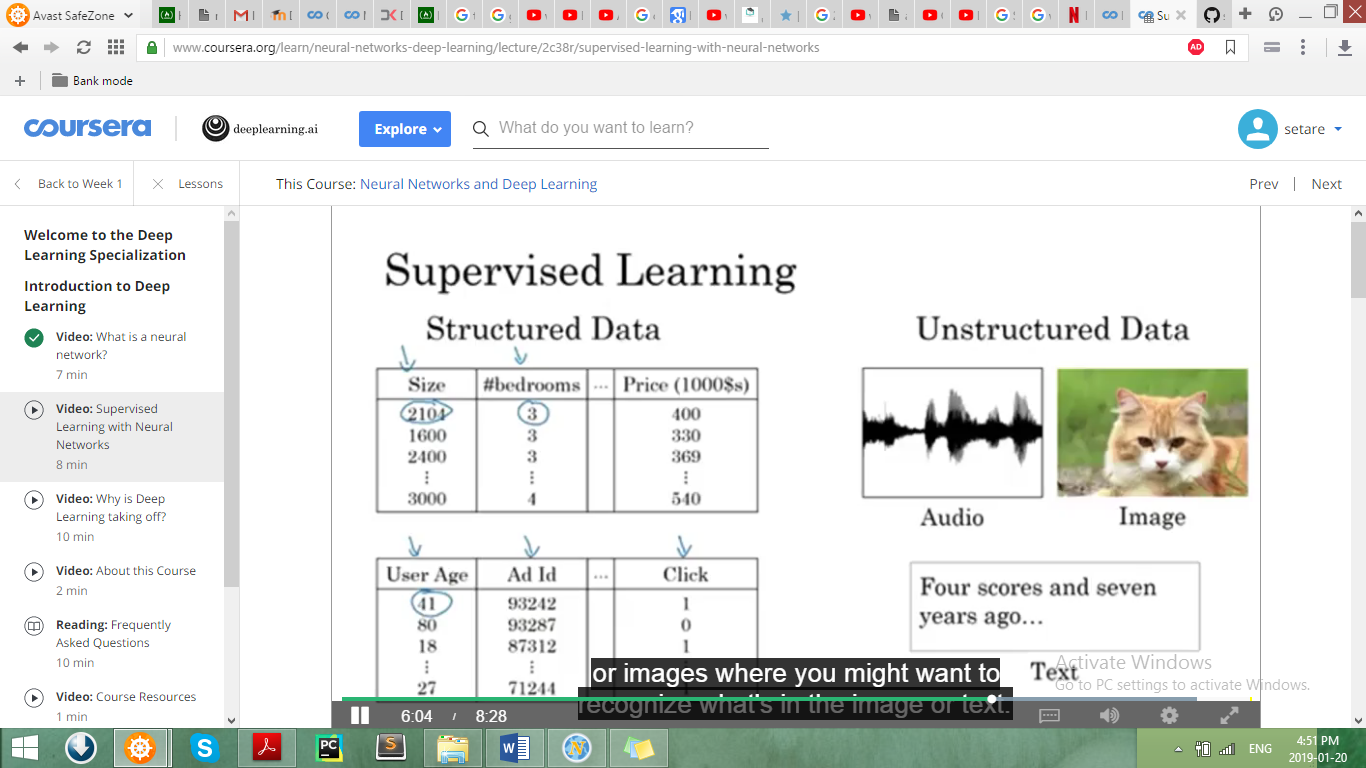 Avast SafeZone
www.coursera.org/learn/neural-networks-deep-learning/lecture/2c38r/supervised-learning-with-neural-networks
AD
Bank mode
coursera
deeplearning.ai
Explore
What do you want to learn?
setare
Back to Week 1
Lessons
This Course: Neural Networks and Deep Learning
Prev | Next
Welcome to the Deep
Learning Specialization
Introduction to Deep
Learning
Video: What is a neural
network?
7 min
Video: Supervised
Learning with Neural
Networks
8 min
Video: Why is Deep
Learning taking off?
10 min
Video: About this Course
2 min
Reading: Frequently
Asked Questions
10 min
Video: Course Resources
1 min
Supervised Learning
Structured Data
Size #bedrooms ... Price (1000$s)
2104 3 400
1600 3 330
2400 3 369
⋮ ⋮ ⋮
3000 4 540
User Age Ad Id ... Click
41 93242 1
80 93287 0
18 87312 1
⋮ ⋮ ⋮
27 71244
Unstructured Data
Audio
Image
Four scores and seven
years ago...
Text
or images where you might want to
recognize what's in the image or text.
6:04 / 8:28
Activate Windows
Go to PC settings to activate Windows.
PC
ENG
4:51 PM
2019-01-20